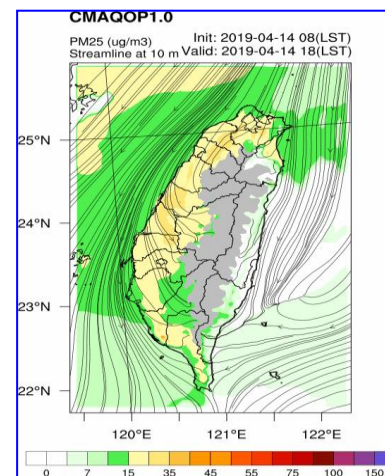 CMAQOP1.0
PM25 (ug/m3) Init: 2019-04-14 08(LST)
Streamline at 10 m Valid: 2019-04-14 18(LST)
25°N
24°N
23°N
22°N
120°E 121°E 122°E
0 7 15 35 45 55 75 100 150